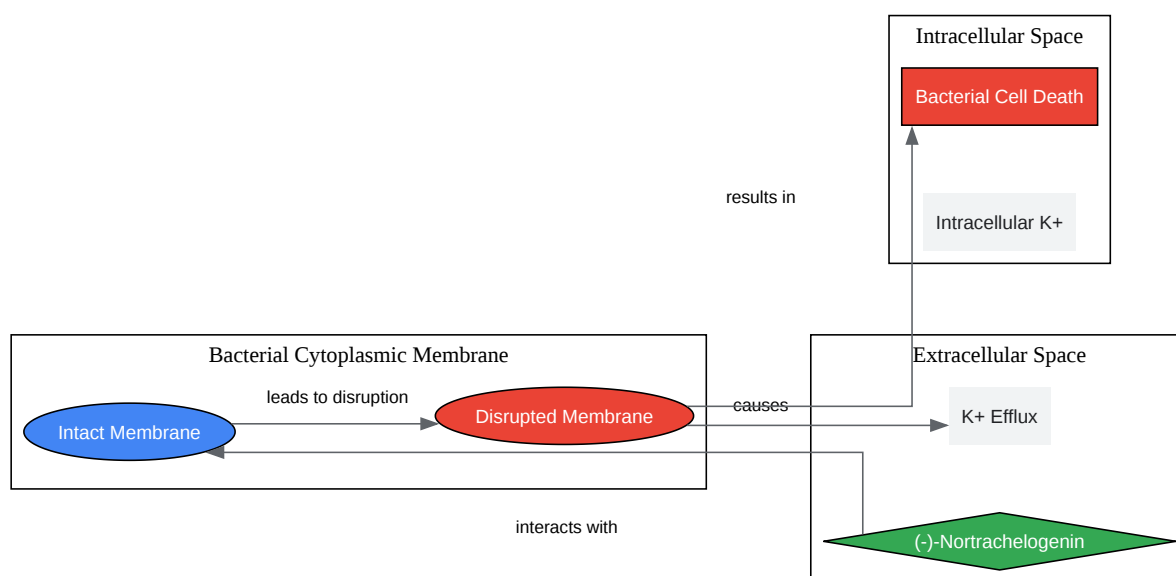 Intracellular Space
Bacterial Cell Death
results in
Intracellular K+
Bacterial Cytoplasmic Membrane
Extracellular Space
leads to disruption
causes
Disrupted Membrane
K+ Efflux
Intact Membrane
interacts with
(-)-Nortrachelogenin